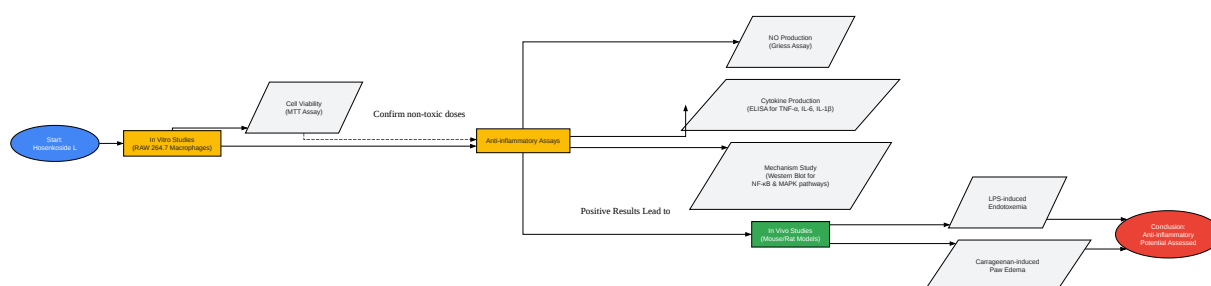 Start
Hosenkoside L
In Vitro Studies
(RAW 264.7 Macrophages)
Cell Viability
(MTT Assay)
Confirm non-toxic doses
Anti-inflammatory Assays
NO Production
(Griess Assay)
Cytokine Production
(ELISA for TNF-α, IL-6, IL-1β)
Mechanism Study
(Western Blot for
NF-κB & MAPK pathways)
Positive Results Lead to
In Vivo Studies
(Mouse/Rat Models)
LPS-induced
Endotoxemia
Carrageenan-induced
Paw Edema
Conclusion:
Anti-inflammatory
Potential Assessed